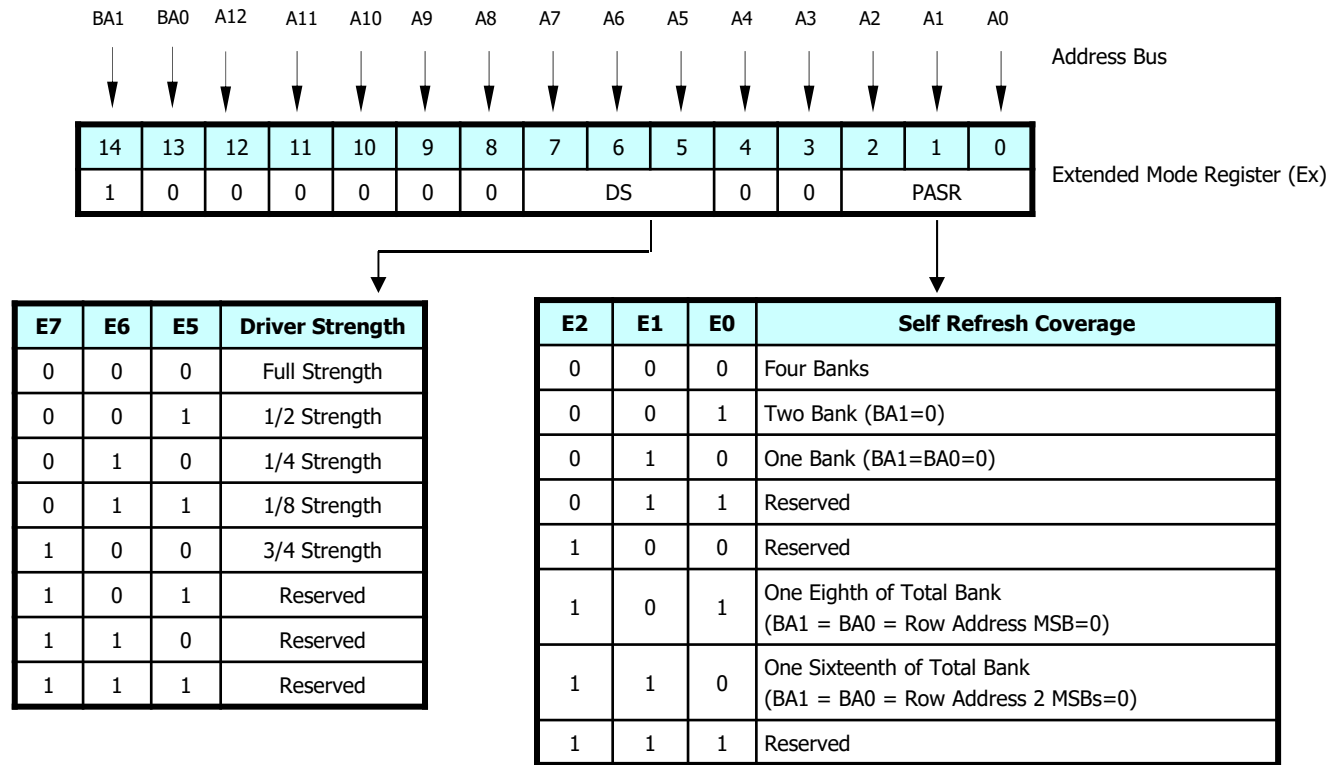 BA1 BA0 A12 A11 A10 A9 A8 A7 A6 A5 A4 A3 A2 A1 A0
Address Bus
14 13 12 11 10 9 8 7 6 5 4 3 2 1 0
1 0 0 0 0 0 0 DS 0 0 PASR
Extended Mode Register (Ex)
E7 E6 E5 Driver Strength
0 0 0 Full Strength
0 0 1 1/2 Strength
0 1 0 1/4 Strength
0 1 1 1/8 Strength
1 0 0 3/4 Strength
1 0 1 Reserved
1 1 0 Reserved
1 1 1 Reserved
E2 E1 E0 Self Refresh Coverage
0 0 0 Four Banks
0 0 1 Two Bank (BA1=0)
0 1 0 One Bank (BA1=BA0=0)
0 1 1 Reserved
1 0 0 Reserved
1 0 1 One Eighth of Total Bank
(BA1 = BA0 = Row Address MSB=0)
1 1 0 One Sixteenth of Total Bank
(BA1 = BA0 = Row Address 2 MSBs=0)
1 1 1 Reserved